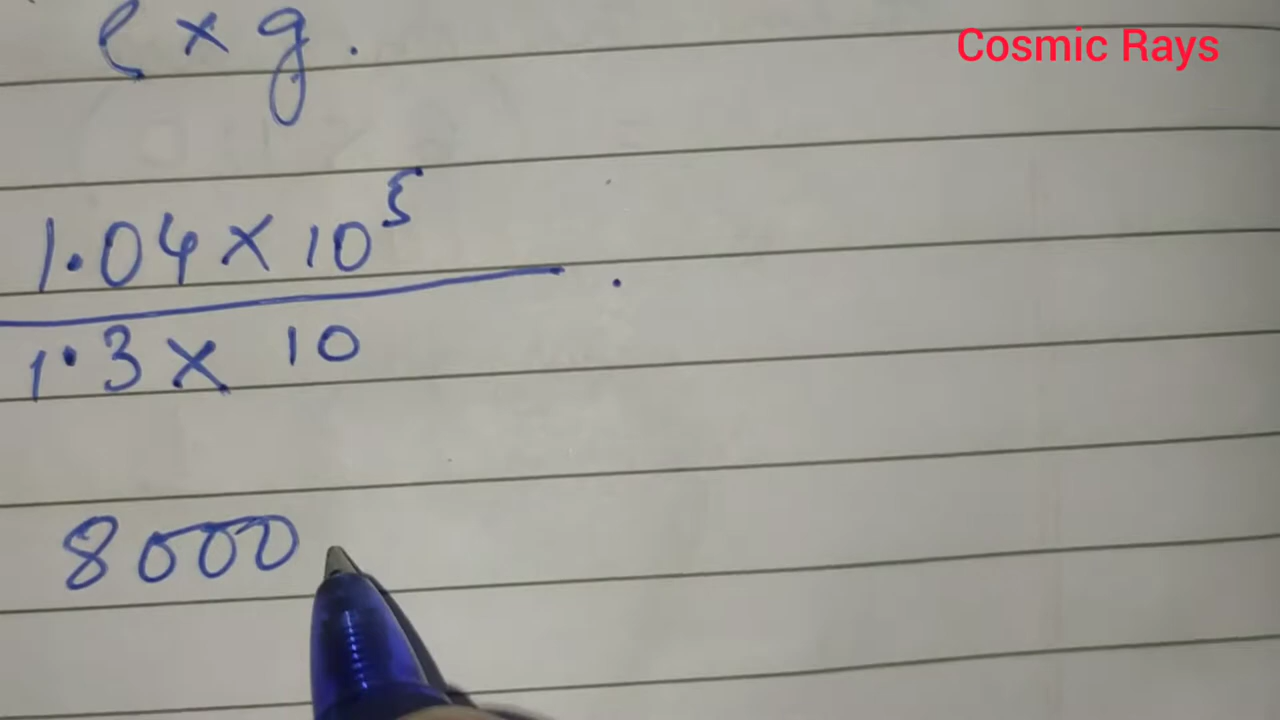 Cosmic Rays
ρ × g.
1.04 × 10⁵
1.3 × 10
8000